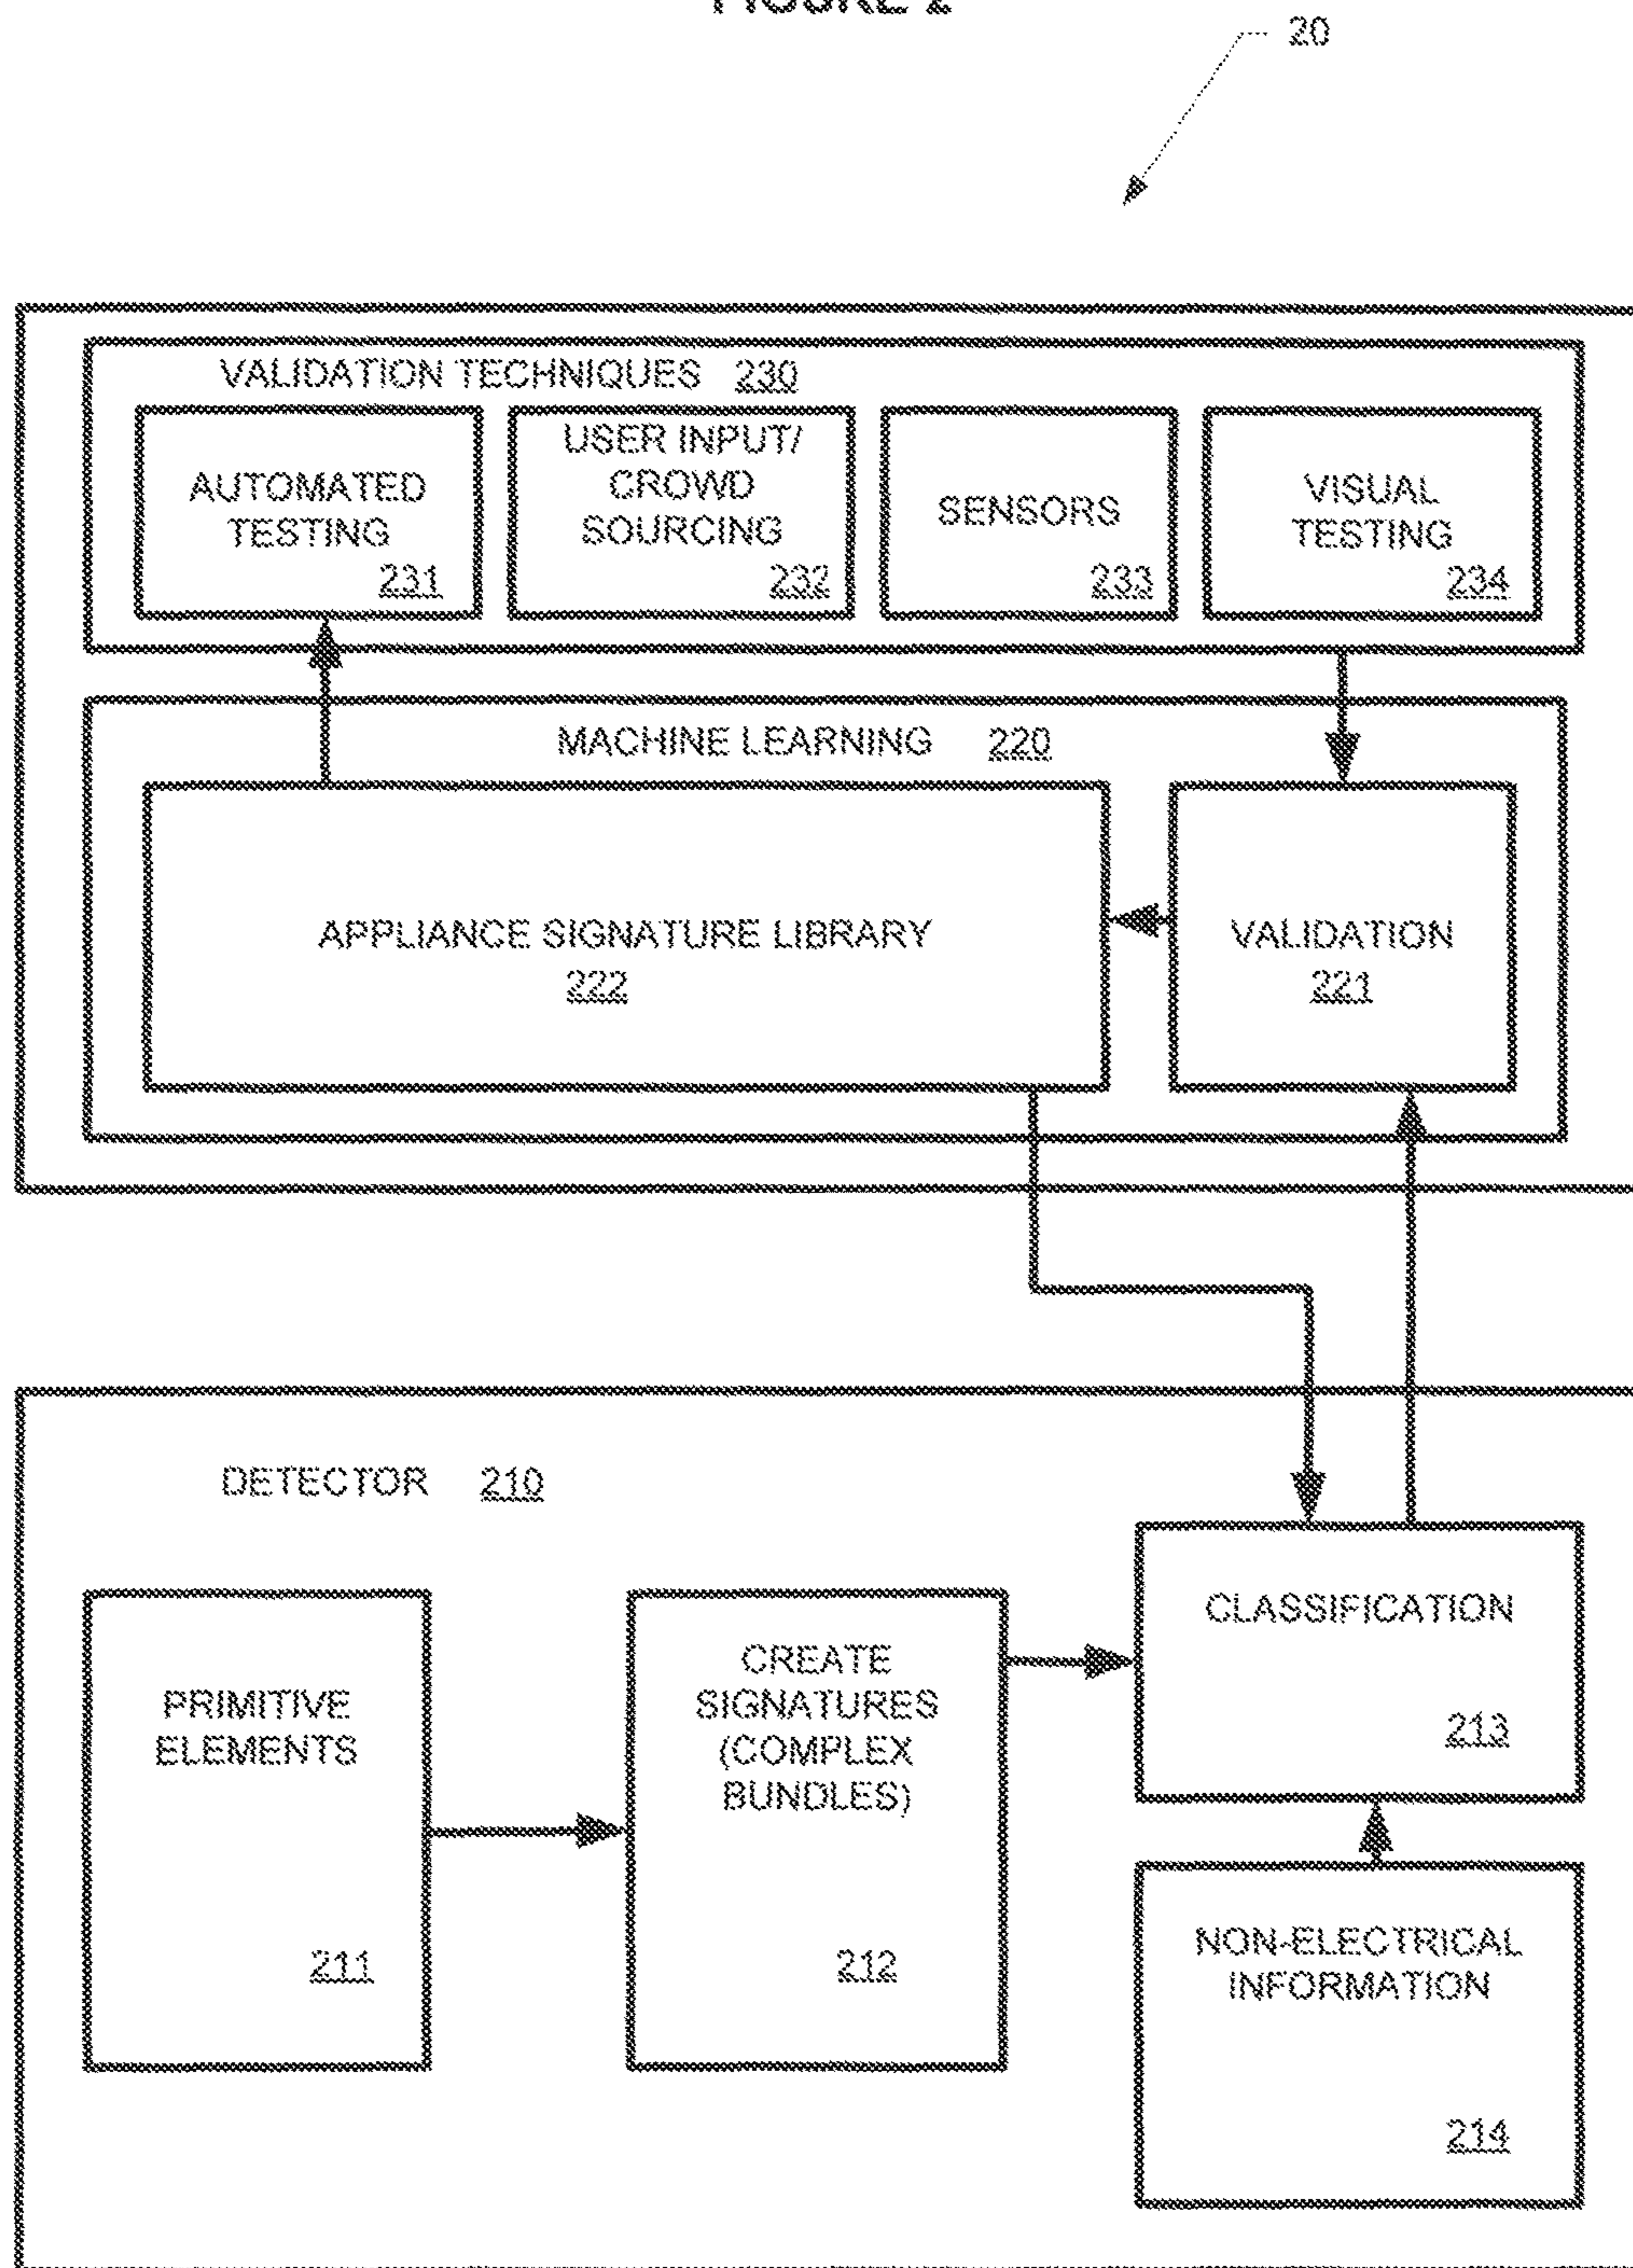 FIGURE 2
20
VALIDATION TECHNIQUES 230
AUTOMATED
TESTING
231
USER INPUT/
CROWD
SOURCING
232
SENSORS
233
VISUAL
TESTING
234
MACHINE LEARNING 220
APPLIANCE SIGNATURE LIBRARY
222
VALIDATION
221
DETECTOR 210
PRIMITIVE
ELEMENTS
211
CREATE
SIGNATURES
(COMPLEX
BUNDLES)
212
CLASSIFICATION
213
NON-ELECTRICAL
INFORMATION
214